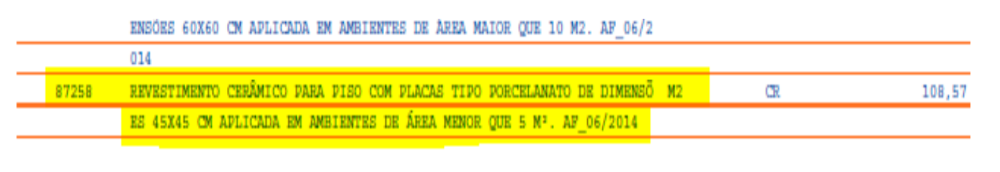 ENSÕES 60X60 CM APLICADA EM AMBIENTES DE ÁREA MAIOR QUE 10 M2. AF_06/2
014
87258 REVESTIMENTO CERÂMICO PARA PISO COM PLACAS TIPO PORCELANATO DE DIMENSÕ M2 CR 108,57
ES 45X45 CM APLICADA EM AMBIENTES DE ÁREA MENOR QUE 5 M². AF_06/2014